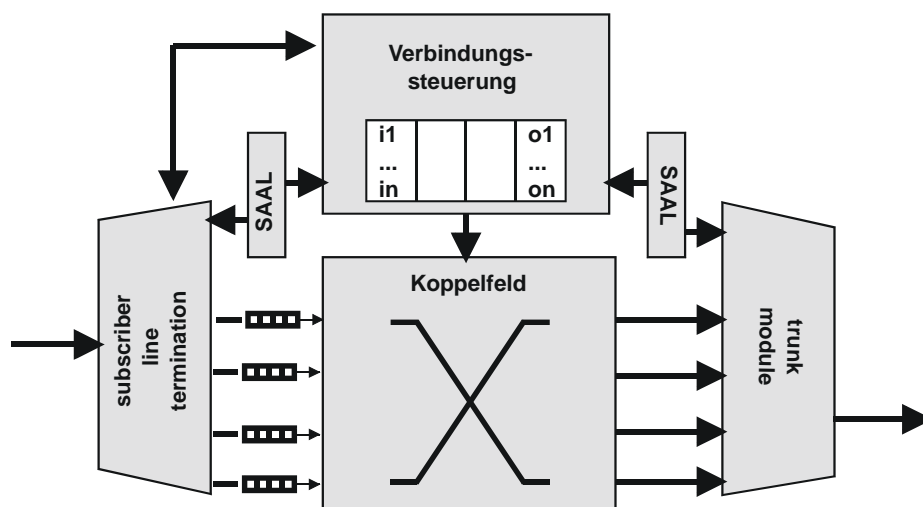 Verbindungs-
steuerung
i1
o1
...
...
in
on
SAAL
SAAL
Koppelfeld
subscriber
line
termination
trunk
module